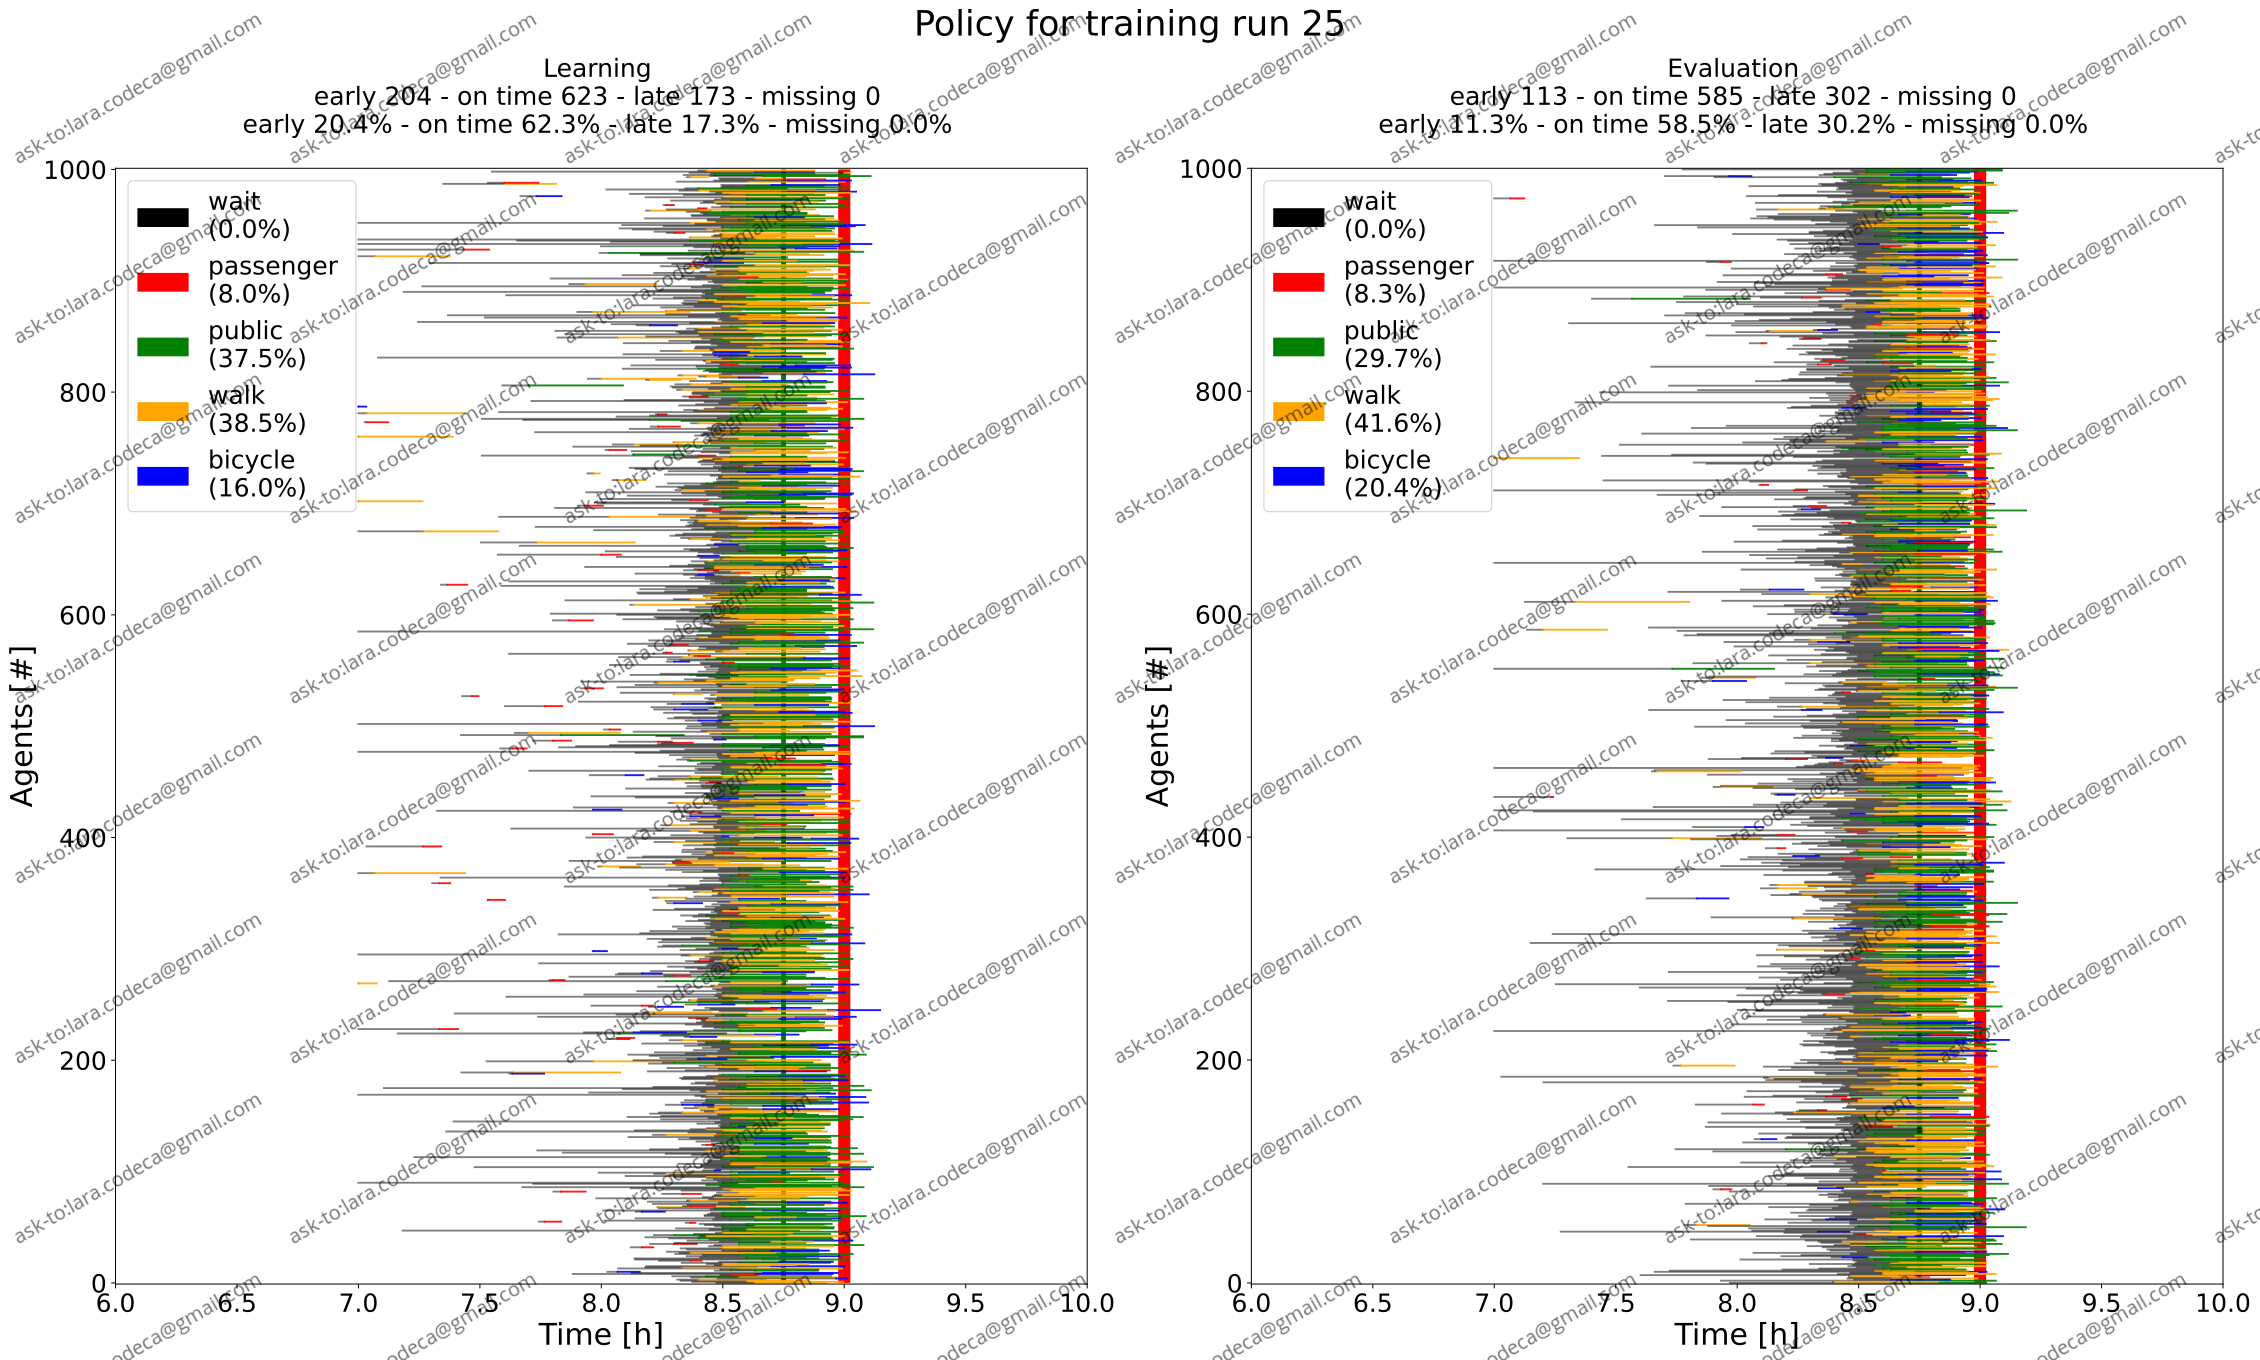 Policy for training run 25
Learning
early 204 - on time 623 - late 173 - missing 0
early 20.4% - on time 62.3% - late 17.3% - missing 0.0%
1000
800
600
400
200
0
Agents [#]
wait
(0.0%)
passenger
(8.0%)
public
(37.5%)
walk
(38.5%)
bicycle
(16.0%)
6.0 6.5 7.0 7.5 8.0 8.5 9.0 9.5 10.0
Time [h]
Evaluation
early 113 - on time 585 - late 302 - missing 0
early 11.3% - on time 58.5% - late 30.2% - missing 0.0%
1000
800
600
400
200
0
Agents [#]
wait
(0.0%)
passenger
(8.3%)
public
(29.7%)
walk
(41.6%)
bicycle
(20.4%)
6.0 6.5 7.0 7.5 8.0 8.5 9.0 9.5 10.0
Time [h]
ask-to:lara.codeca@gmail.com